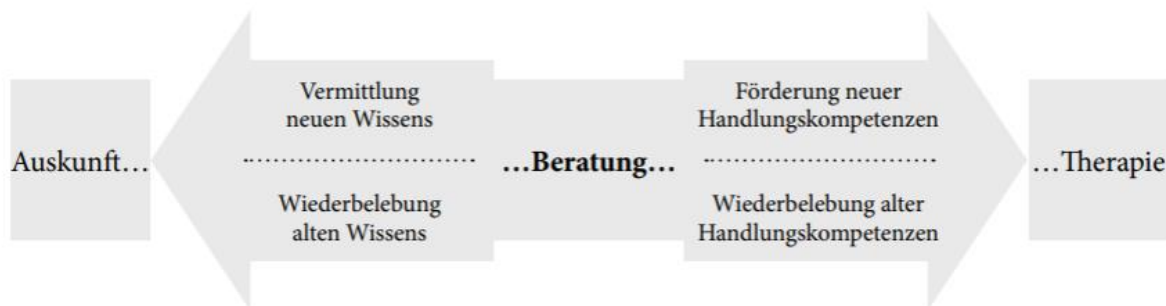 Auskunft…
Vermittlung
neuen Wissens
Wiederbelebung
alten Wissens
…Beratung…
Förderung neuer
Handlungskompetenzen
Wiederbelebung alter
Handlungskompetenzen
…Therapie